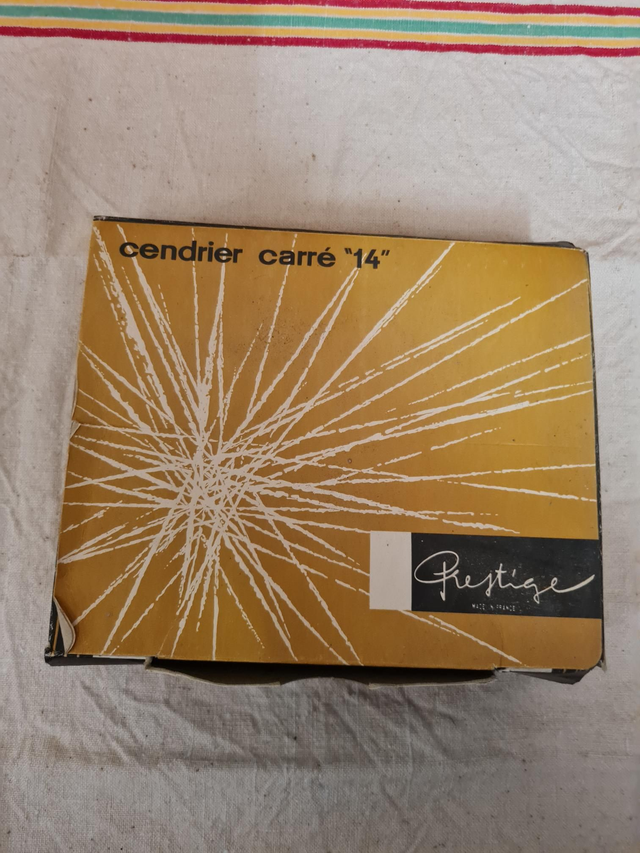 cendrier carré "14"
Prestige
MADE IN FRANCE